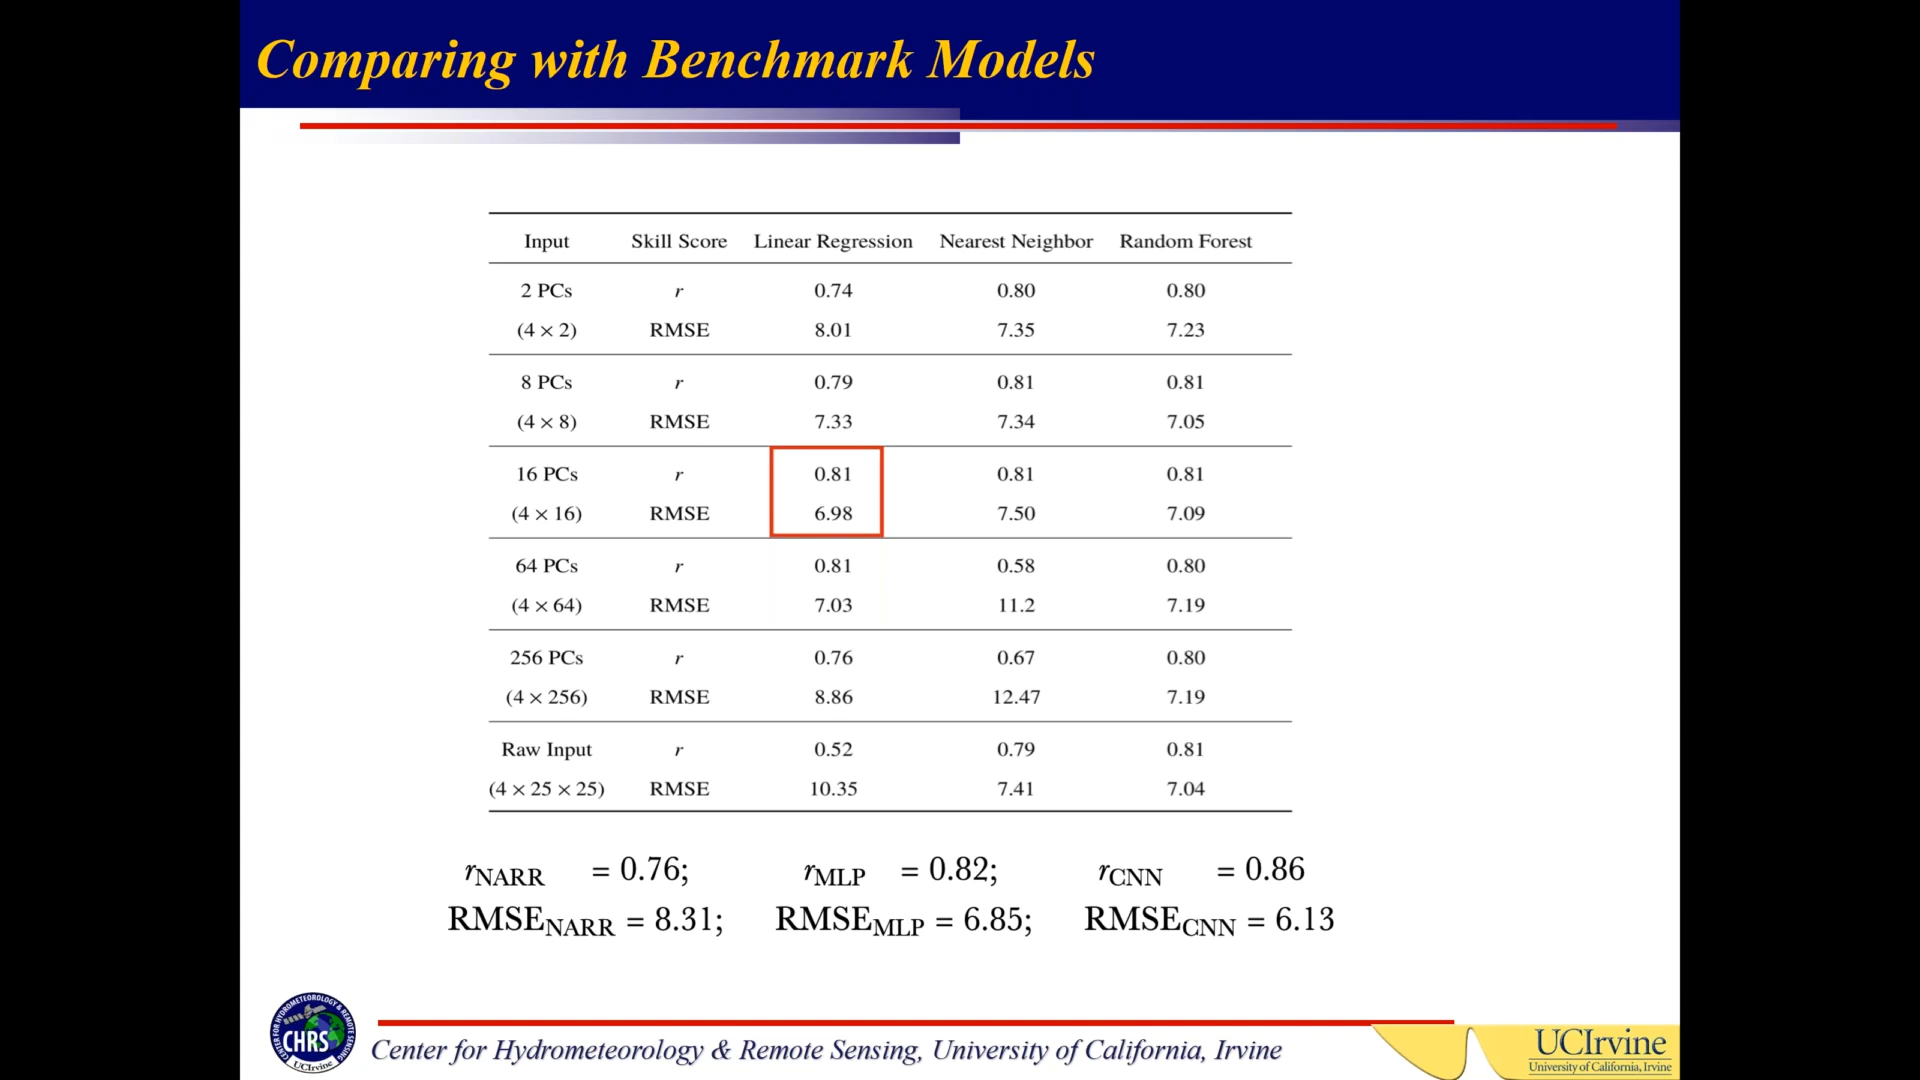 Comparing with Benchmark Models
Input Skill Score Linear Regression Nearest Neighbor Random Forest
2 PCs r 0.74 0.80 0.80
(4 × 2) RMSE 8.01 7.35 7.23
8 PCs r 0.79 0.81 0.81
(4 × 8) RMSE 7.33 7.34 7.05
16 PCs r 0.81 0.81 0.81
(4 × 16) RMSE 6.98 7.50 7.09
64 PCs r 0.81 0.58 0.80
(4 × 64) RMSE 7.03 11.2 7.19
256 PCs r 0.76 0.67 0.80
(4 × 256) RMSE 8.86 12.47 7.19
Raw Input r 0.52 0.79 0.81
(4 × 25 × 25) RMSE 10.35 7.41 7.04
rNARR = 0.76; rMLP = 0.82; rCNN = 0.86
RMSENARR = 8.31; RMSEMLP = 6.85; RMSECNN = 6.13
CENTER FOR HYDROMETEOROLOGY & REMOTE SENSING
CHRS
UCIrvine
Center for Hydrometeorology & Remote Sensing, University of California, Irvine
UCIrvine
University of California, Irvine